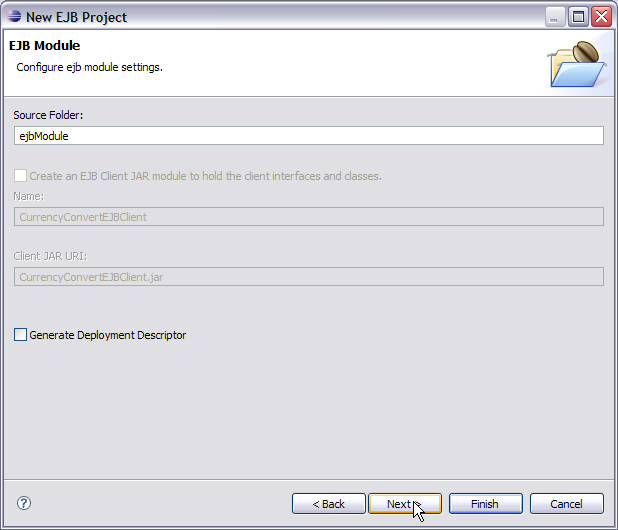 New EJB Project
EJB Module
Configure ejb module settings.
Source Folder:
ejbModule
Create an EJB Client JAR module to hold the client interfaces and classes.
Name:
CurrencyConvertEJBClient
Client JAR URI:
CurrencyConvertEJBClient.jar
Generate Deployment Descriptor
? < Back Next > Finish Cancel